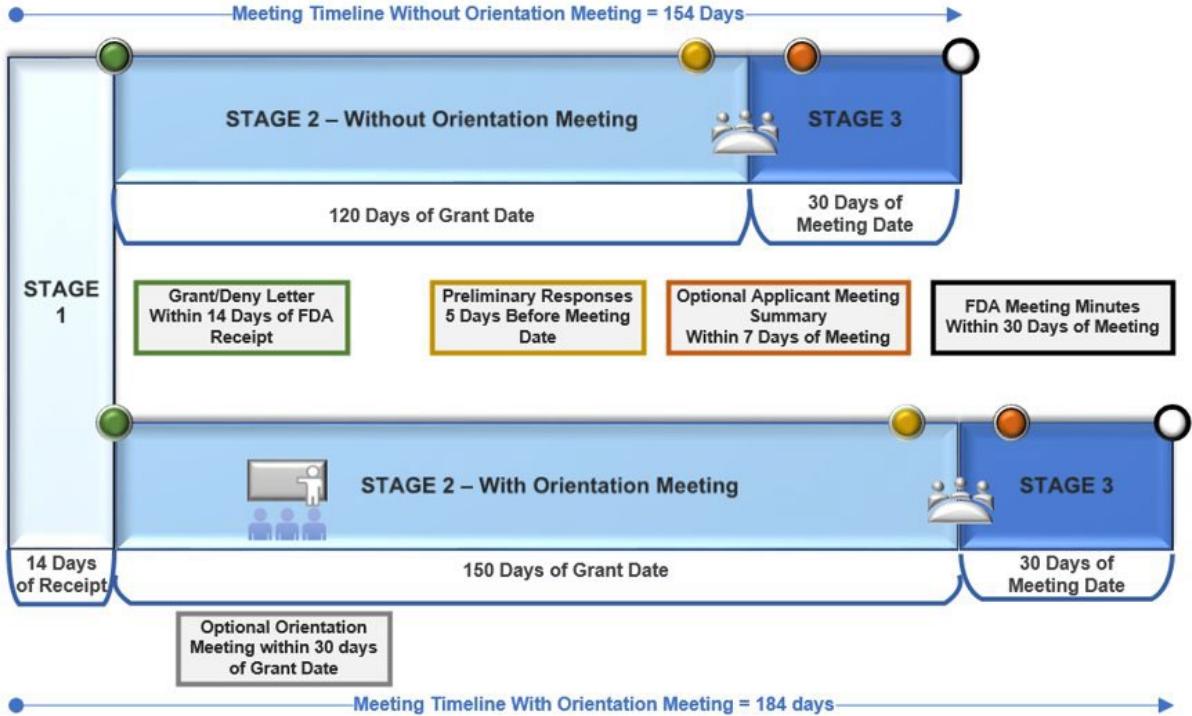 Meeting Timeline Without Orientation Meeting = 154 Days
STAGE 2 – Without Orientation Meeting
STAGE 3
120 Days of Grant Date
30 Days of
Meeting Date
STAGE
1
Grant/Deny Letter
Within 14 Days of FDA
Receipt
Preliminary Responses
5 Days Before Meeting
Date
Optional Applicant Meeting
Summary
Within 7 Days of Meeting
FDA Meeting Minutes
Within 30 Days of Meeting
STAGE 2 – With Orientation Meeting
STAGE 3
14 Days
of Receipt
150 Days of Grant Date
30 Days of
Meeting Date
Optional Orientation
Meeting within 30 days
of Grant Date
Meeting Timeline With Orientation Meeting = 184 days